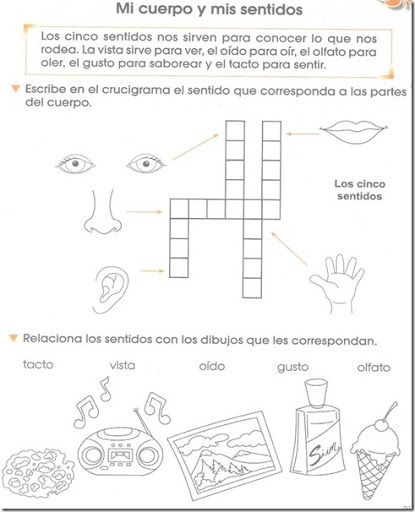 Mi cuerpo y mis sentidos
Los cinco sentidos nos sirven para conocer lo que nos
rodea. La vista sirve para ver, el oído para oír, el olfato para
oler, el gusto para saborear y el tacto para sentir.
Escribe en el crucigrama el sentido que corresponda a las partes
del cuerpo.
Los cinco
sentidos
Relaciona los sentidos con los dibujos que les correspondan.
tacto vista oído gusto olfato